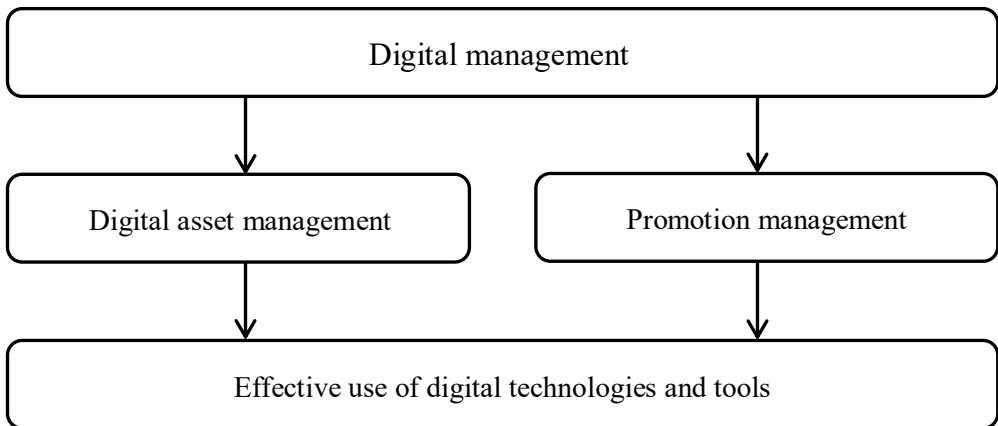 Digital management
Digital asset management
Promotion management
Effective use of digital technologies and tools